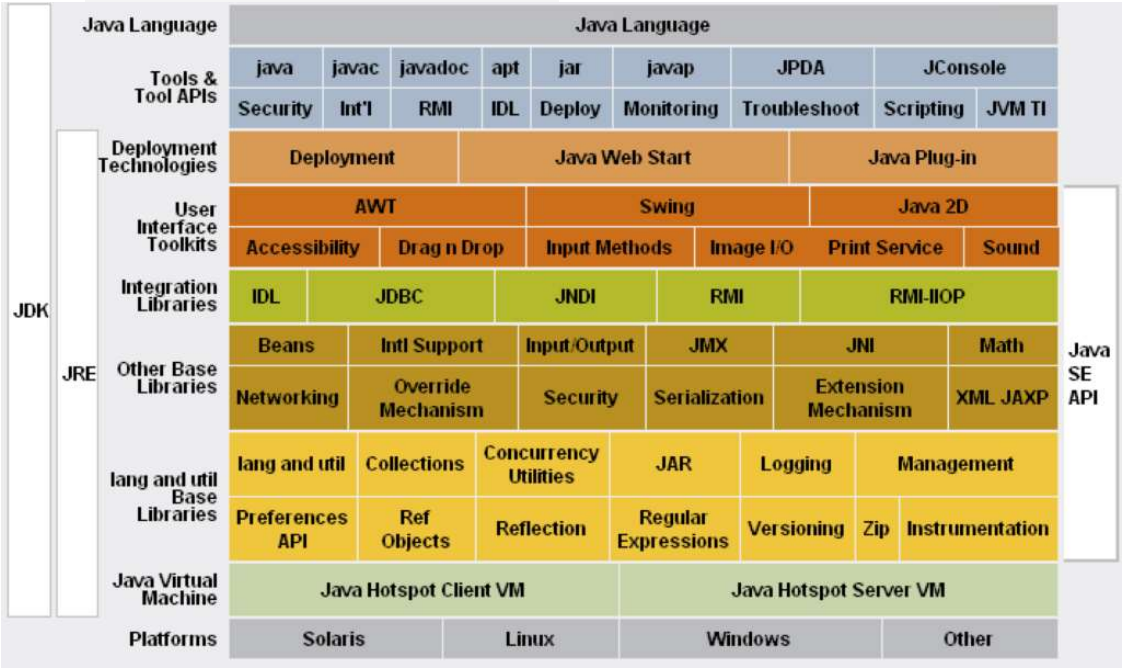 Java Language
Java Language
Tools &
Tool APIs
java javac javadoc apt jar javap JPDA JConsole
Security Int'l RMI IDL Deploy Monitoring Troubleshoot Scripting JVM TI
Deployment
Technologies
Deployment Java Web Start Java Plug-in
User
Interface
Toolkits
AWT Swing Java 2D
Accessibility Drag n Drop Input Methods Image I/O Print Service Sound
Integration
Libraries
IDL JDBC JNDI RMI RMI-IIOP
JDK
JRE
Other Base
Libraries
Beans Intl Support Input/Output JMX JNI Math
Networking Override
Mechanism Security Serialization Extension
Mechanism XML JAXP
Java
SE
API
lang and util
Base
Libraries
lang and util Collections Concurrency
Utilities JAR Logging Management
Preferences
API Ref
Objects Reflection Regular
Expressions Versioning Zip Instrumentation
Java Virtual
Machine
Java Hotspot Client VM Java Hotspot Server VM
Platforms
Solaris Linux Windows Other